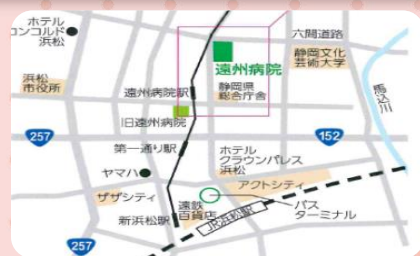 ホテル
コンコルド
浜松
六間道路
遠州病院
静岡文化
芸術大学
浜松
市役所
遠州病院駅
静岡県
総合庁舎
馬込川
旧遠州病院
257
152
第一通り駅
ホテル
クラウンパレス
浜松
ヤマハ
アクトシティ
ザザシティ
遠鉄
百貨店
新浜松駅
JR浜松駅
バス
ターミナル
257